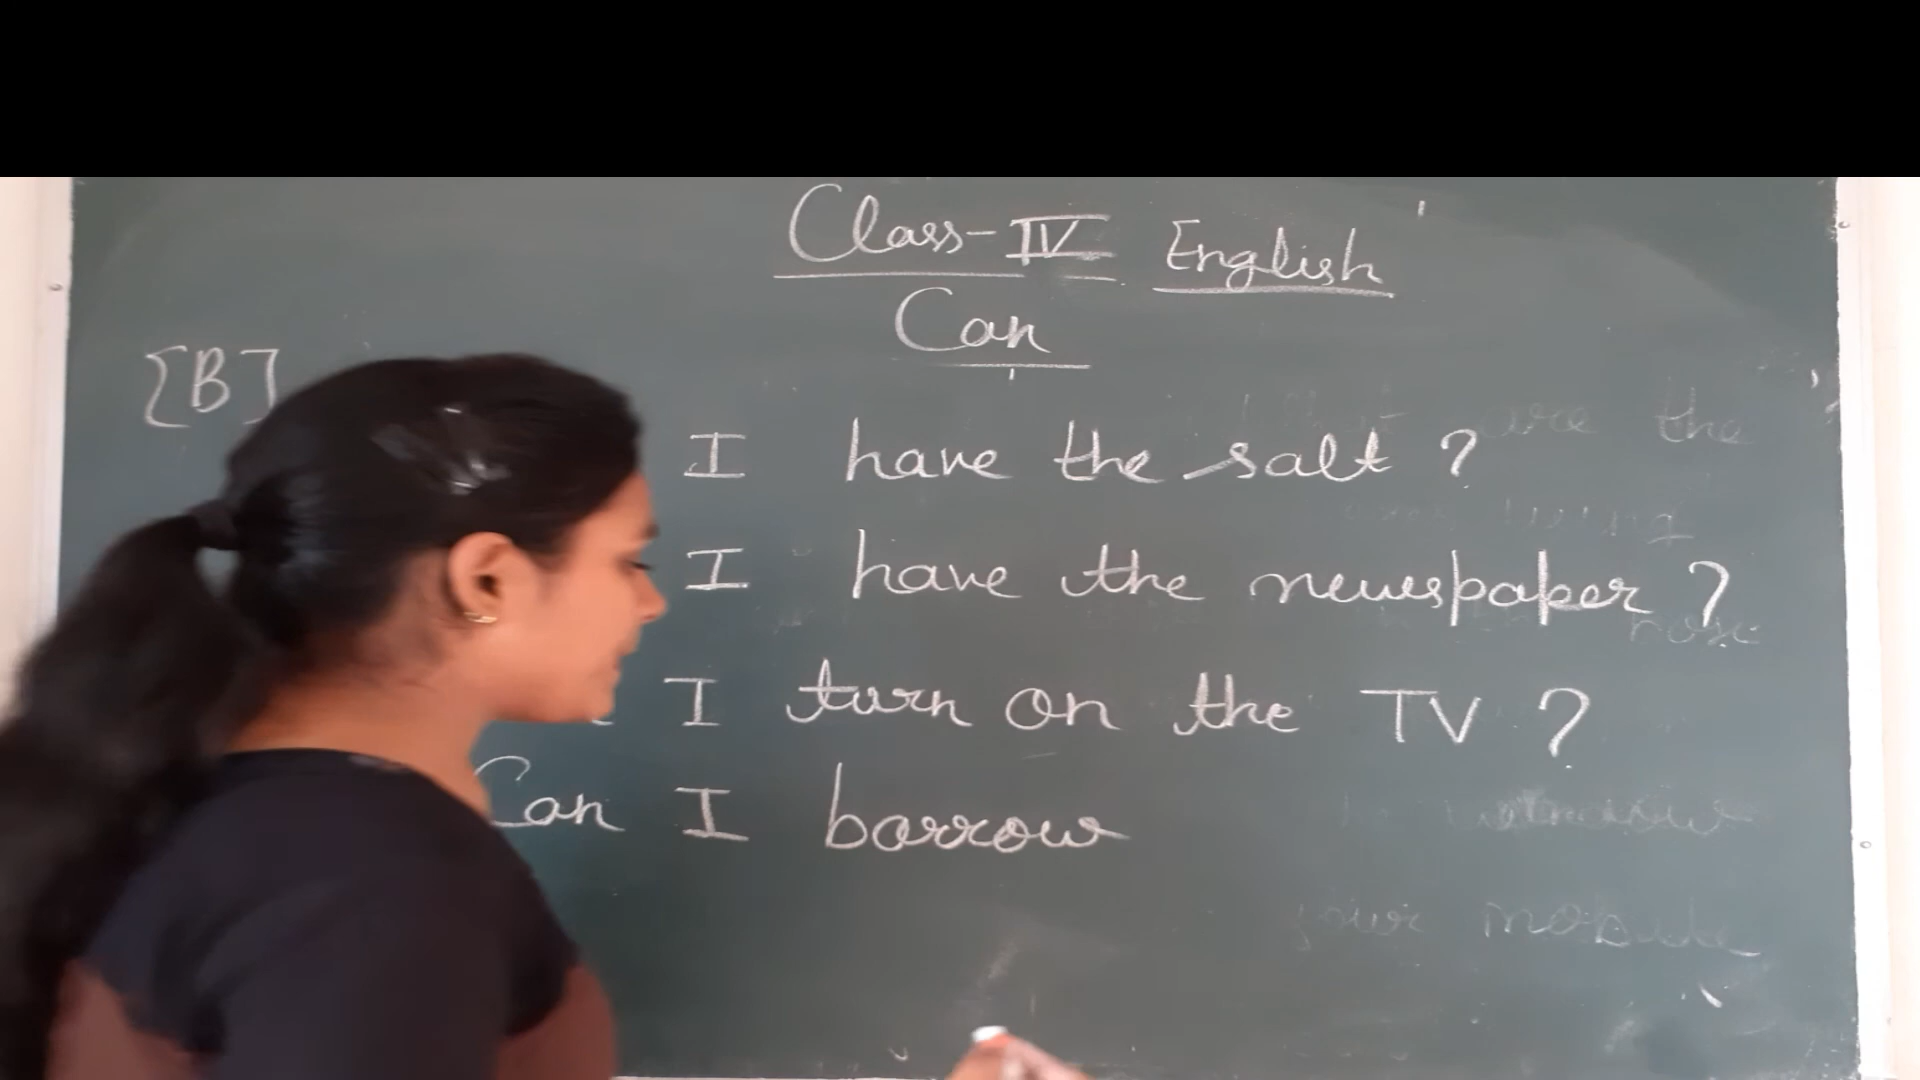 Class-IV English
Can
[B]
I have the salt ?
I have the newspaper ?
I turn on the TV ?
Can I borrow